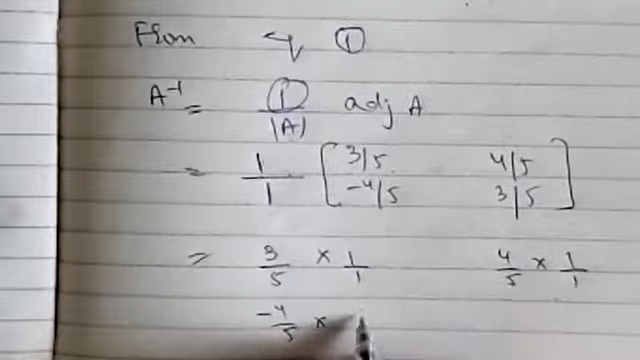 From eq ①
A⁻¹ = ①/|A| adj A
= 1/1 [ 3/5 4/5
-4/5 3/5 ]
= 3/5 × 1/1 4/5 × 1/1
-4/5 ×